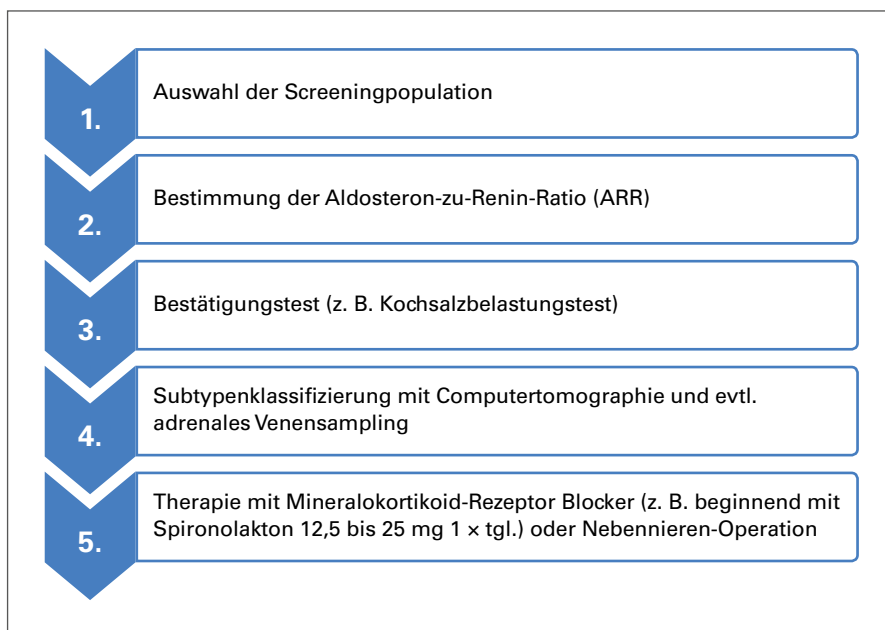 1.
Auswahl der Screeningpopulation
2.
Bestimmung der Aldosteron-zu-Renin-Ratio (ARR)
3.
Bestätigungstest (z. B. Kochsalzbelastungstest)
4.
Subtypenklassifizierung mit Computertomographie und evtl.
adrenales Venensampling
5.
Therapie mit Mineralokortikoid-Rezeptor Blocker (z. B. beginnend mit
Spironolakton 12,5 bis 25 mg 1 × tgl.) oder Nebennieren-Operation